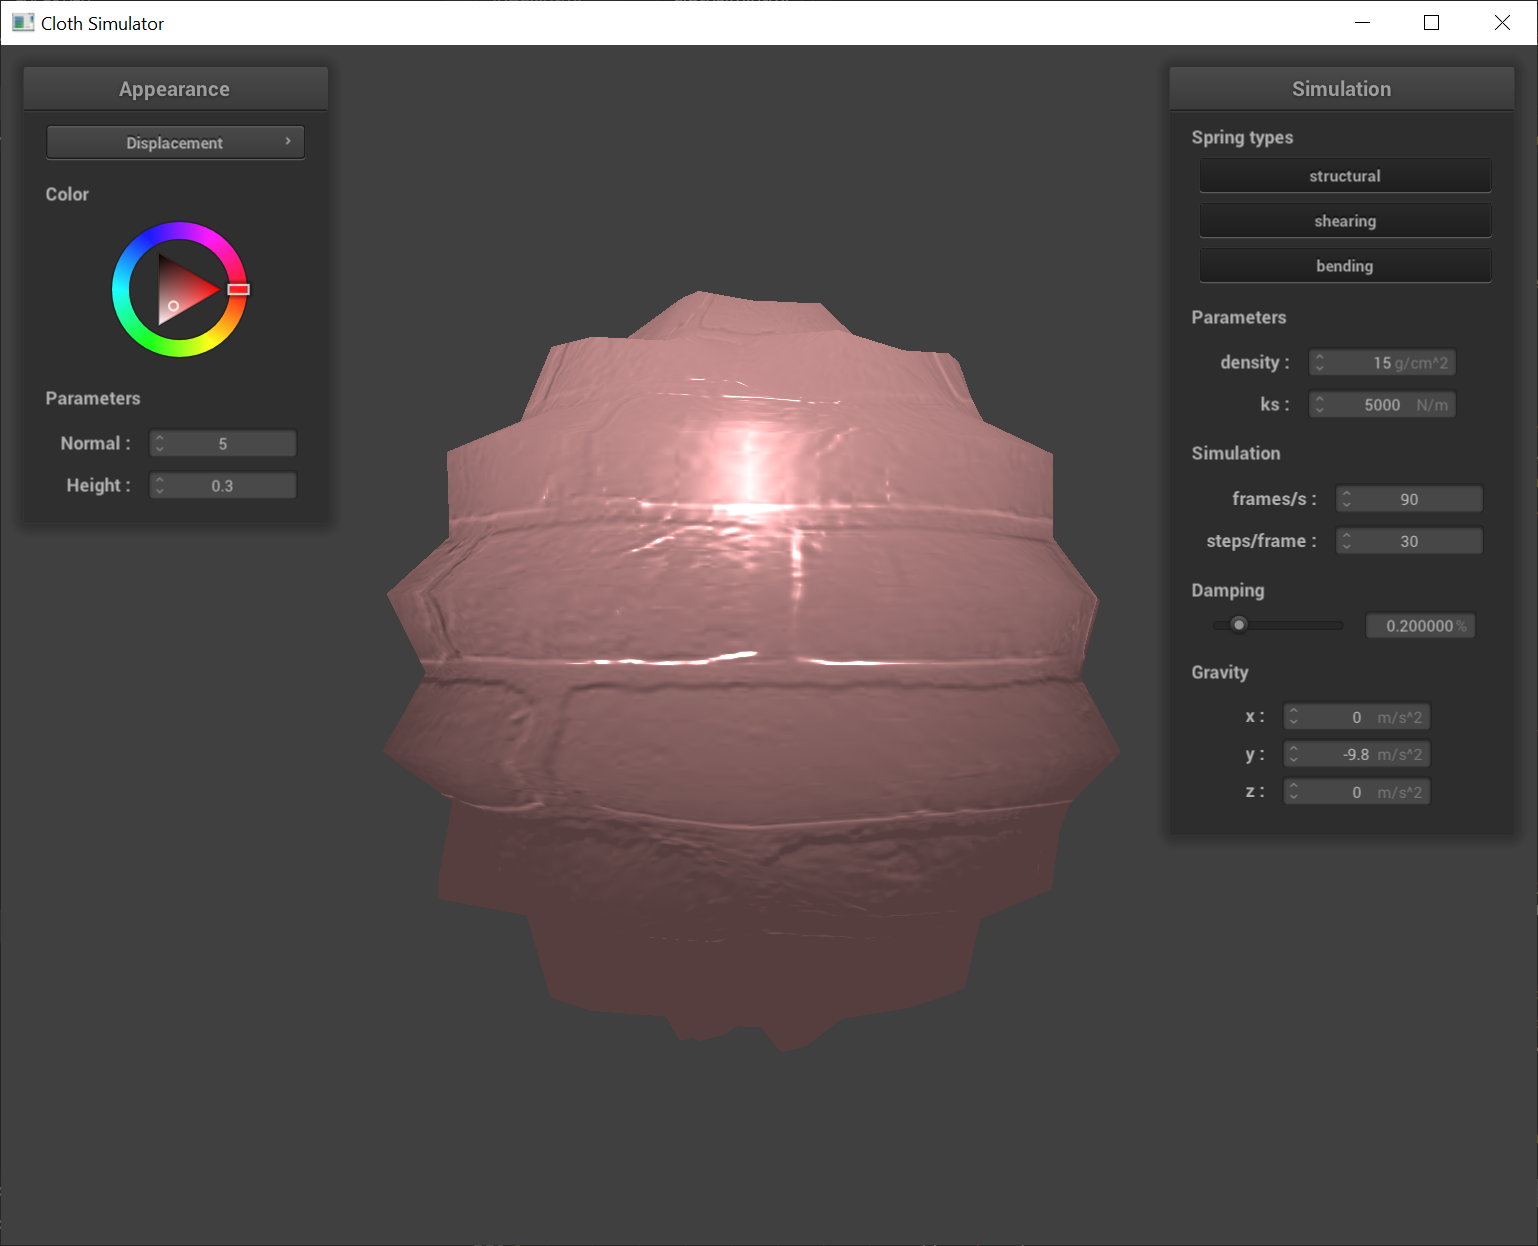 Cloth Simulator
Appearance
Displacement
Color
Parameters
Normal : 5
Height : 0.3
Simulation
Spring types
structural
shearing
bending
Parameters
density : 15 g/cm^2
ks : 5000 N/m
Simulation
frames/s : 90
steps/frame : 30
Damping
0.200000 %
Gravity
x : 0 m/s^2
y : -9.8 m/s^2
z : 0 m/s^2